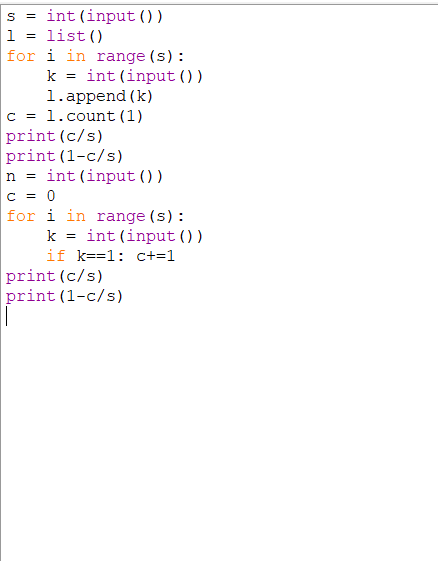 s = int(input())
l = list()
for i in range(s):
    k = int(input())
    l.append(k)
c = l.count(1)
print(c/s)
print(1-c/s)
n = int(input())
c = 0
for i in range(s):
    k = int(input())
    if k==1: c+=1
print(c/s)
print(1-c/s)